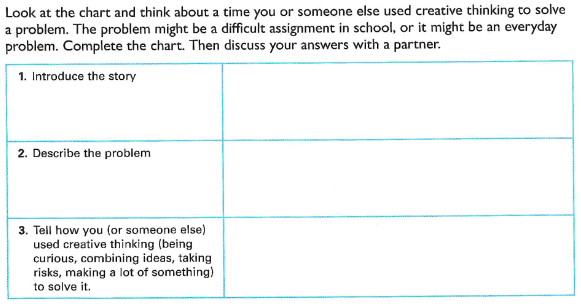 Look at the chart and think about a time you or someone else used creative thinking to solve
a problem. The problem might be a difficult assignment in school, or it might be an everyday
problem. Complete the chart. Then discuss your answers with a partner.
1. Introduce the story
2. Describe the problem
3. Tell how you (or someone else)
used creative thinking (being
curious, combining ideas, taking
risks, making a lot of something)
to solve it.